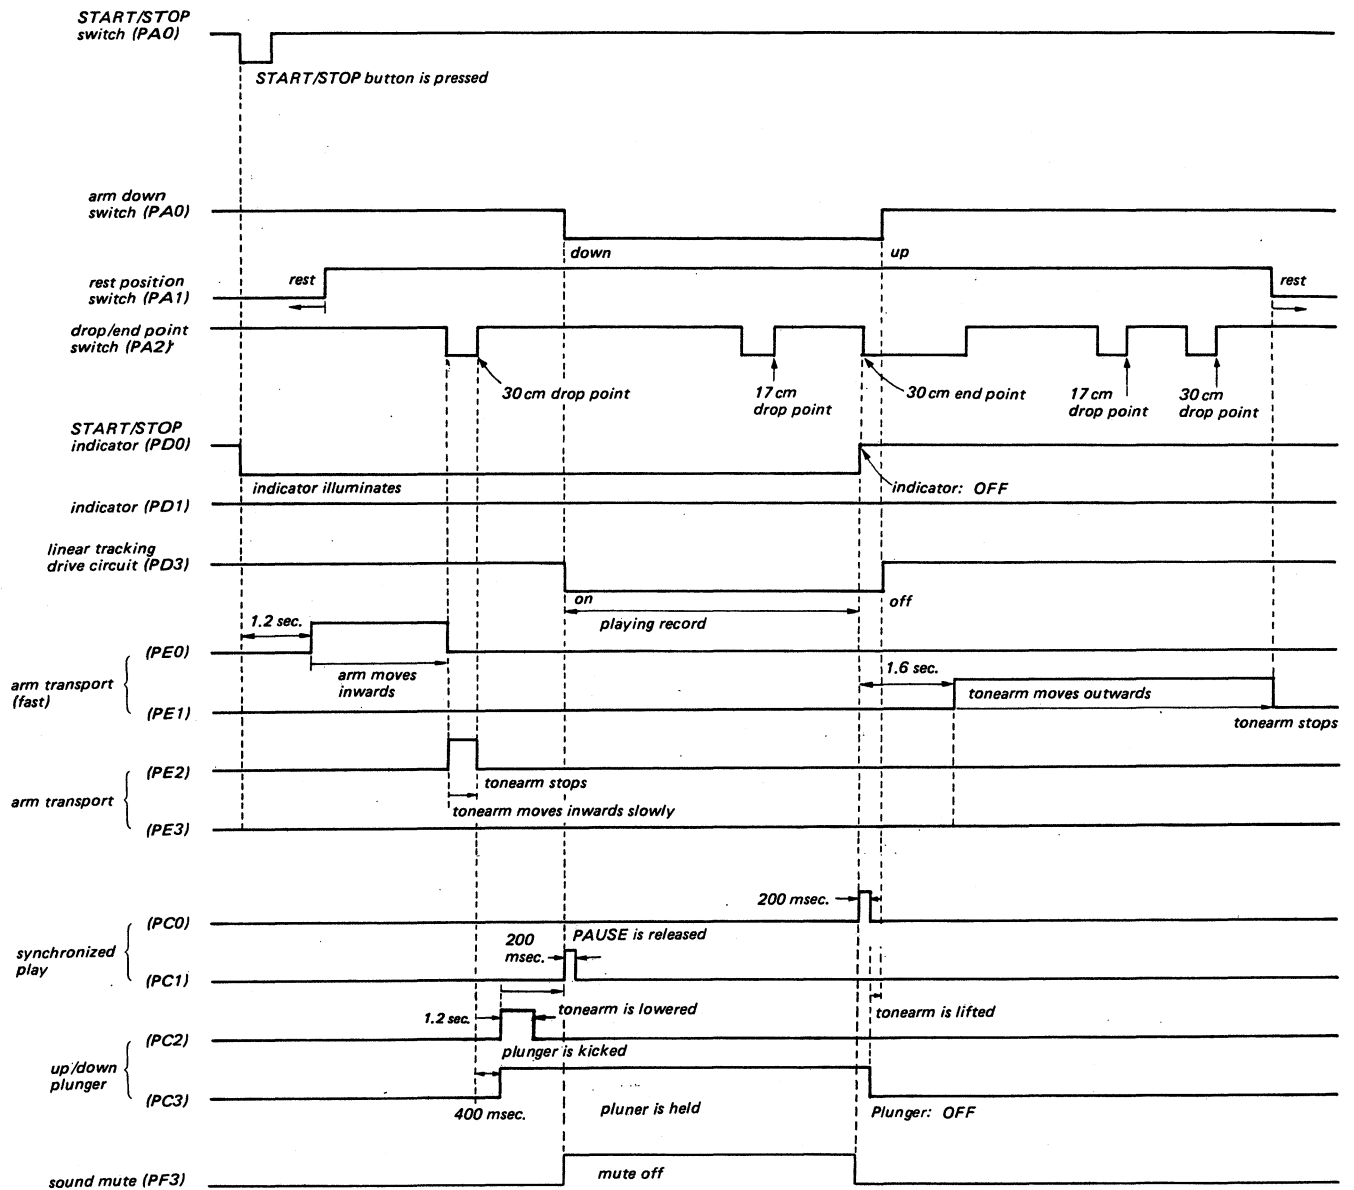 START/STOP
switch (PA0)
START/STOP button is pressed
arm down
switch (PA0)
down
up
rest position
switch (PA1)
rest
rest
drop/end point
switch (PA2)
30 cm drop point
17 cm
drop point
30 cm end point
17 cm
drop point
30 cm
drop point
START/STOP
indicator (PD0)
indicator illuminates
indicator: OFF
indicator (PD1)
linear tracking
drive circuit (PD3)
on
off
playing record
1.2 sec.
(PE0)
arm moves
inwards
1.6 sec.
arm transport
(fast)
tonearm moves outwards
(PE1)
tonearm stops
(PE2)
tonearm stops
arm transport
tonearm moves inwards slowly
(PE3)
200 msec.
(PC0)
PAUSE is released
synchronized
play
200
msec.
(PC1)
tonearm is lowered
tonearm is lifted
1.2 sec.
(PC2)
plunger is kicked
up/down
plunger
(PC3)
400 msec.
pluner is held
Plunger: OFF
mute off
sound mute (PF3)